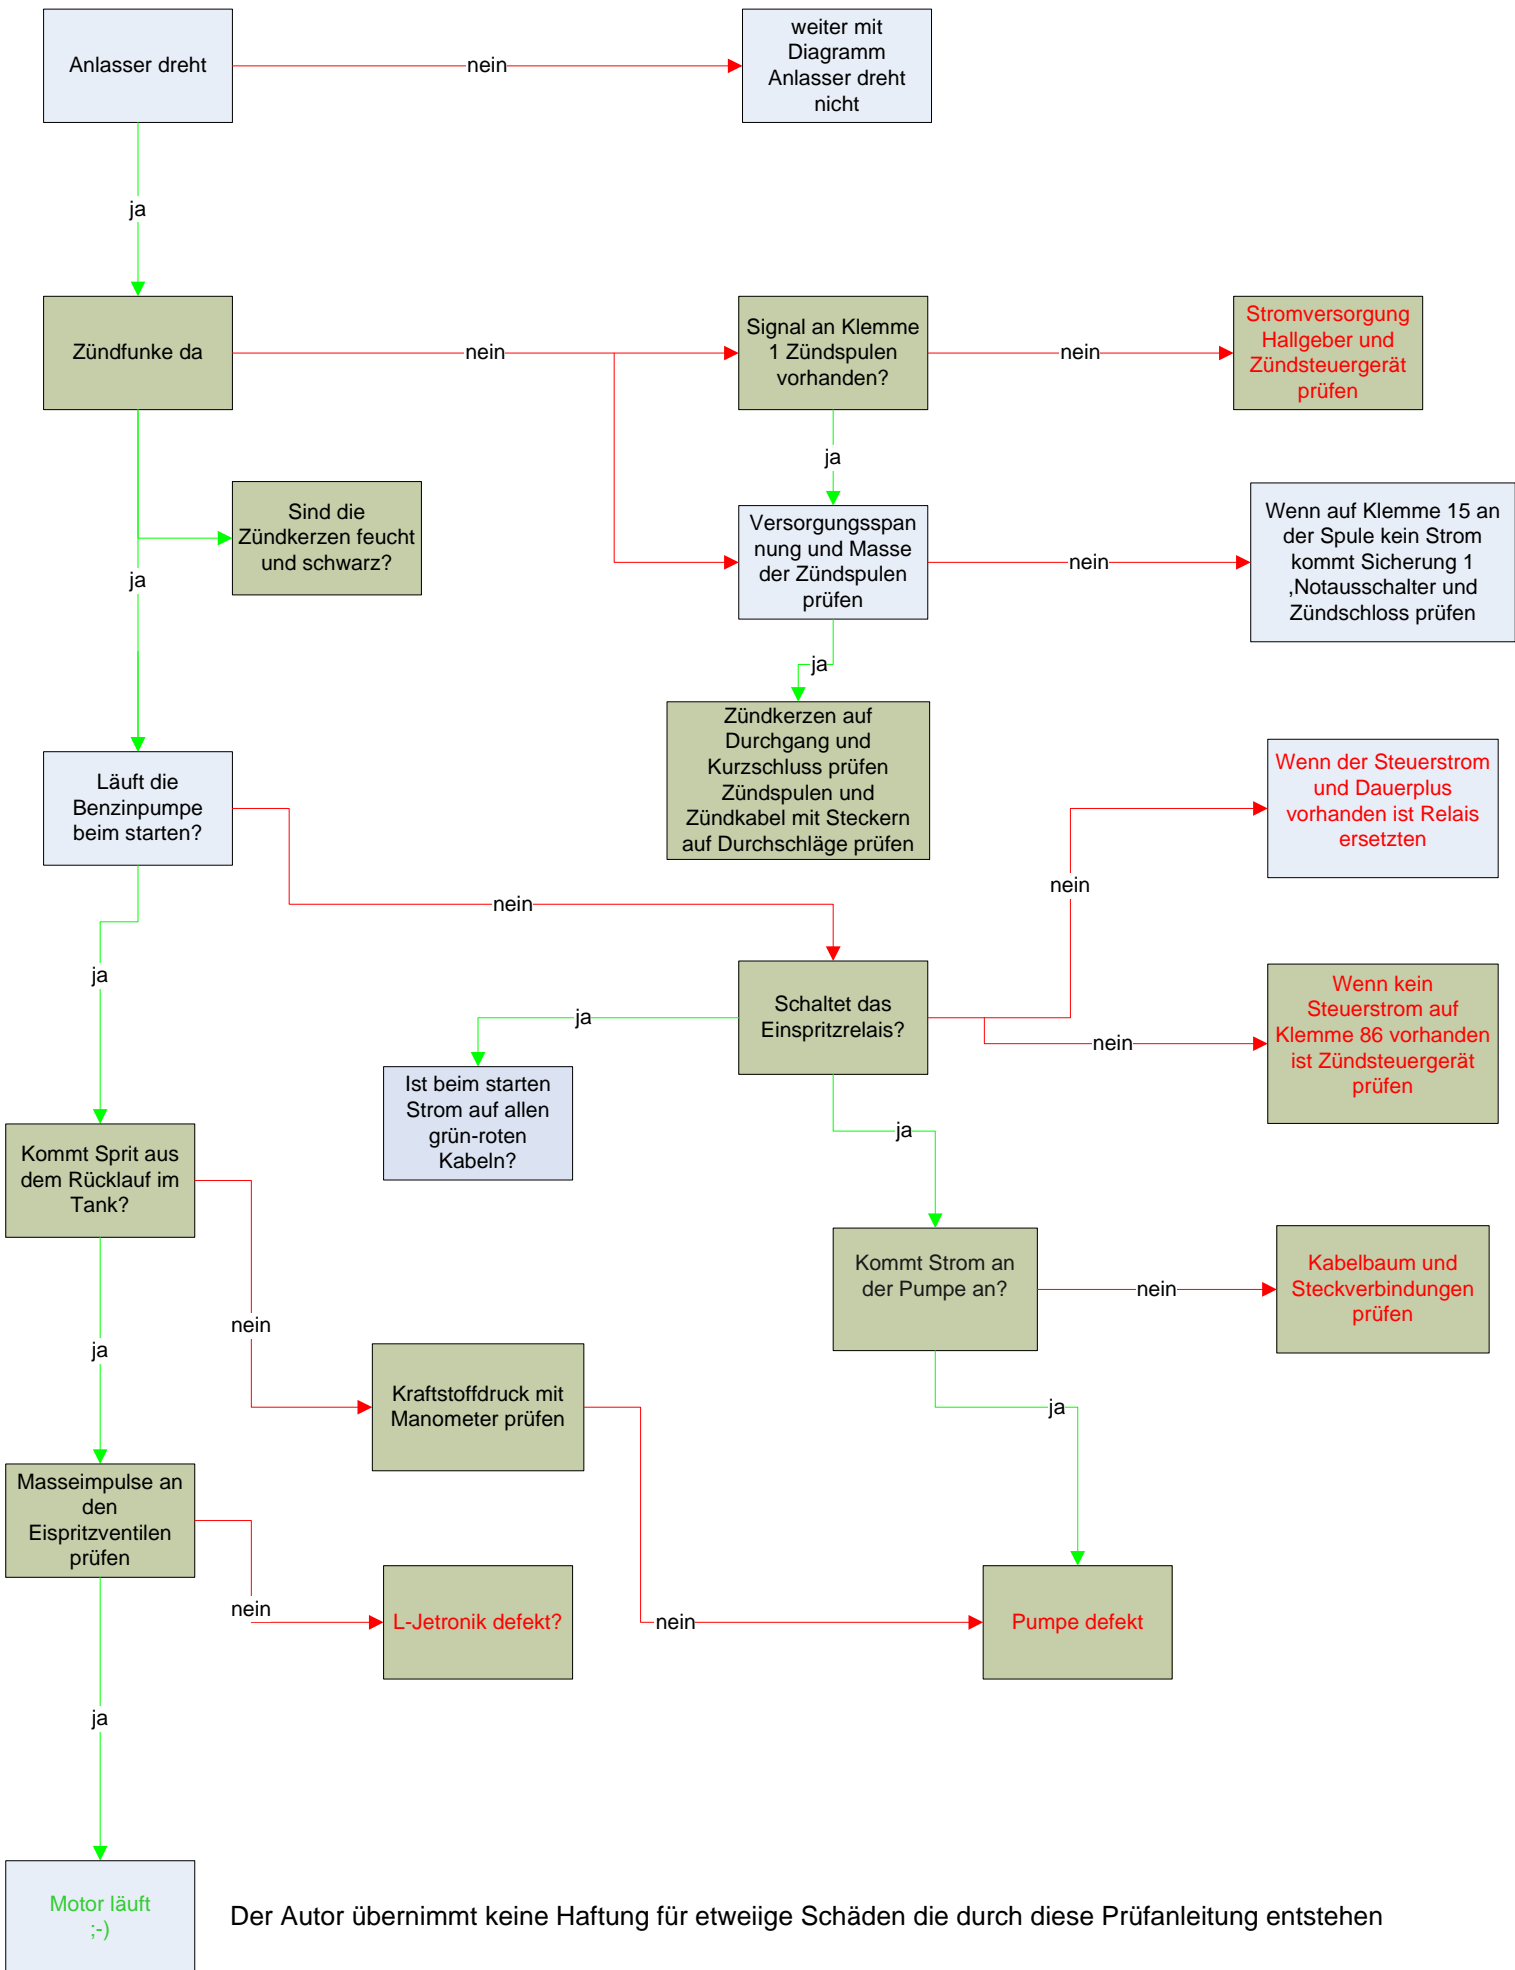 Anlasser dreht
nein
weiter mit
Diagramm
Anlasser dreht
nicht
ja
Zündfunke da
nein
Signal an Klemme
1 Zündspulen
vorhanden?
nein
Stromversorgung
Hallgeber und
Zündsteuergerät
prüfen
ja
Sind die
Zündkerzen feucht
und schwarz?
ja
Versorgungsspan
nung und Masse
der Zündspulen
prüfen
nein
Wenn auf Klemme 15 an
der Spule kein Strom
kommt Sicherung 1
,Notausschalter und
Zündschloss prüfen
ja
Zündkerzen auf
Durchgang und
Kurzschluss prüfen
Zündspulen und
Zündkabel mit Steckern
auf Durchschläge prüfen
Läuft die
Benzinpumpe
beim starten?
Wenn der Steuerstrom
und Dauerplus
vorhanden ist Relais
ersetzten
nein
nein
ja
Schaltet das
Einspritzrelais?
ja
nein
Wenn kein
Steuerstrom auf
Klemme 86 vorhanden
ist Zündsteuergerät
prüfen
Ist beim starten
Strom auf allen
grün-roten
Kabeln?
ja
Kommt Sprit aus
dem Rücklauf im
Tank?
Kommt Strom an
der Pumpe an?
nein
Kabelbaum und
Steckverbindungen
prüfen
nein
ja
Kraftstoffdruck mit
Manometer prüfen
ja
Masseimpulse an
den
Eispritzventilen
prüfen
nein
L-Jetronik defekt?
nein
Pumpe defekt
ja
Motor läuft
;-)
Der Autor übernimmt keine Haftung für etweiige Schäden die durch diese Prüfanleitung entstehen